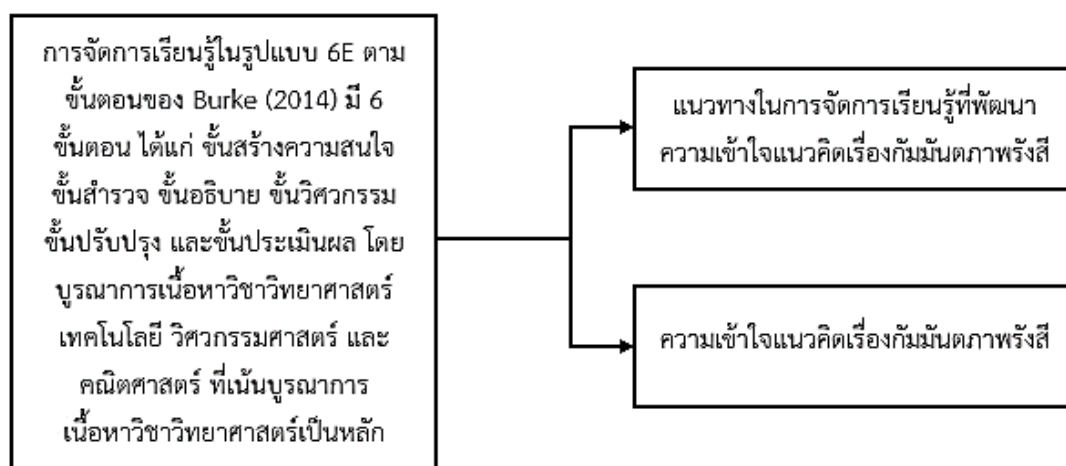 การจัดการเรียนรู้ในรูปแบบ 6E ตาม
ขั้นตอนของ Burke (2014) มี 6
ขั้นตอน ได้แก่ ขั้นสร้างความสนใจ
ขั้นสำรวจ ขั้นอธิบาย ขั้นวิศวกรรม
ขั้นปรับปรุง และขั้นประเมินผล โดย
บูรณาการเนื้อหาวิชาวิทยาศาสตร์
เทคโนโลยี วิศวกรรมศาสตร์ และ
คณิตศาสตร์ ที่เน้นบูรณาการ
เนื้อหาวิชาวิทยาศาสตร์เป็นหลัก
แนวทางในการจัดการเรียนรู้ที่พัฒนา
ความเข้าใจแนวคิดเรื่องกัมมันตภาพรังสี
ความเข้าใจแนวคิดเรื่องกัมมันตภาพรังสี